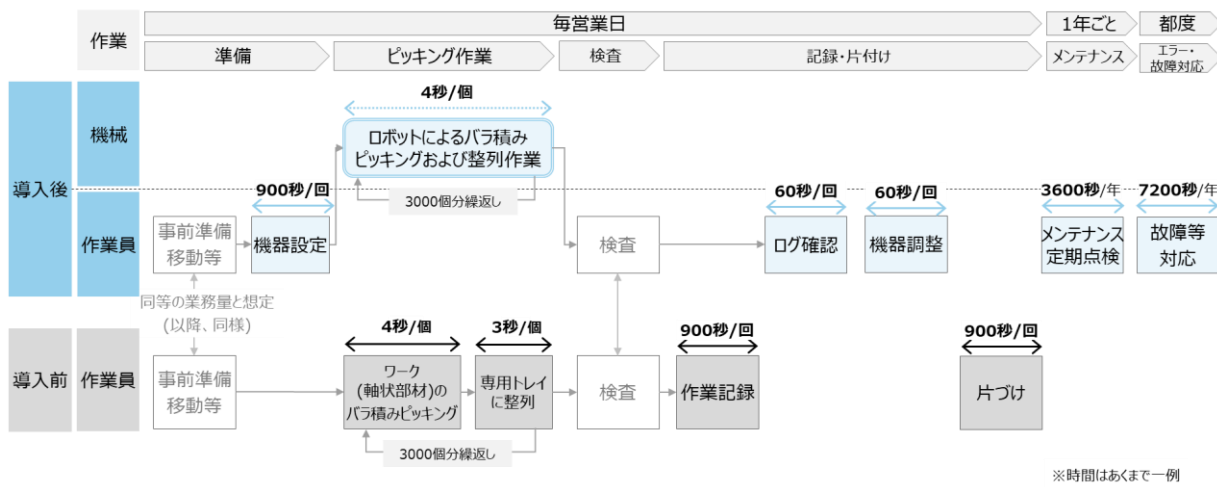 作業
毎営業日
1年ごと
都度
準備
ピッキング作業
検査
記録・片付け
メンテナンス
エラー・
故障対応
導入後
機械
4秒/個
ロボットによるバラ積み
ピッキングおよび整列作業
3000個分繰返し
作業員
事前準備
移動等
900秒/回
機器設定
検査
60秒/回
ログ確認
60秒/回
機器調整
3600秒/年
メンテナンス
定期点検
7200秒/年
故障等
対応
同等の業務量と想定
(以降、同様)
導入前
作業員
事前準備
移動等
4秒/個
ワーク
(軸状部材)の
バラ積みピッキング
3秒/個
専用トレイ
に整列
3000個分繰返し
検査
900秒/回
作業記録
900秒/回
片づけ
※時間はあくまで一例